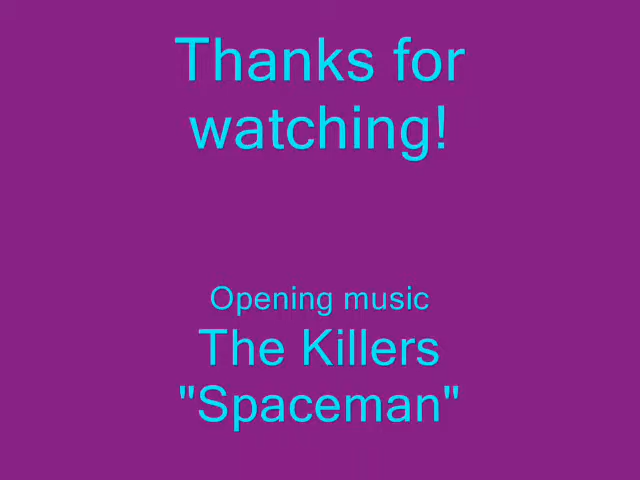 Thanks for
watching!
Opening music
The Killers
"Spaceman"